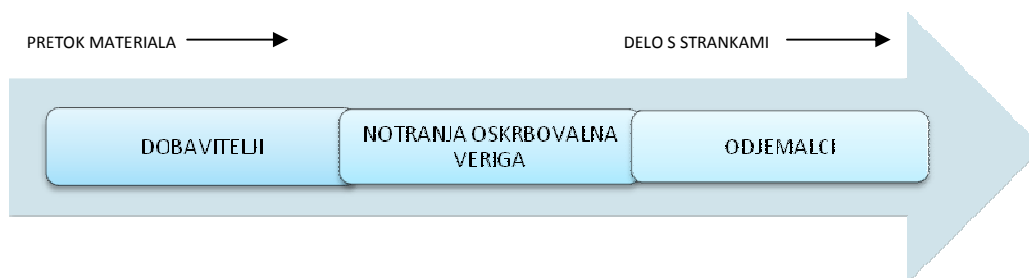 PRETOK MATERIALA
DELO S STRANKAMI
DOBAVITELJI
NOTRANJA OSKRBOVALNA
VERIGA
ODJEMALCI